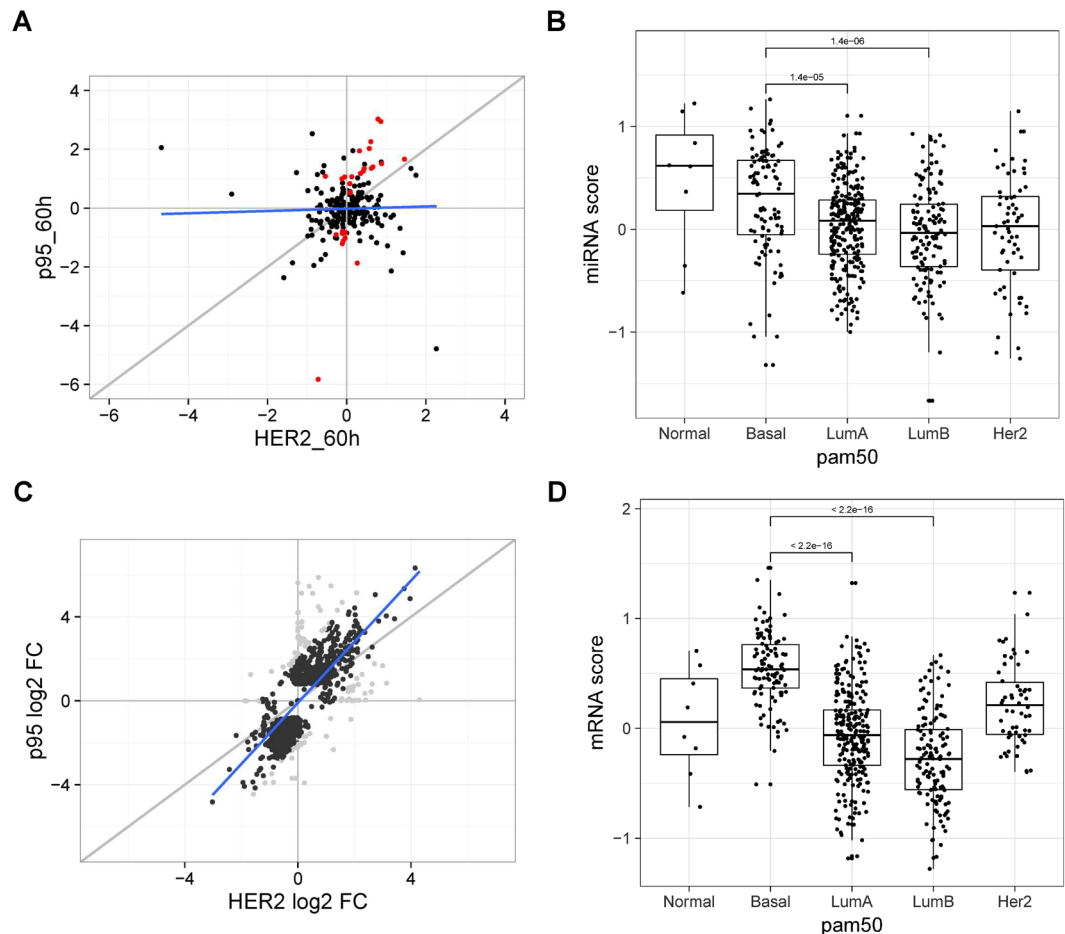 A
4
2
0
−2
−4
−6
p95_60h
−6 −4 −2 0 2 4
HER2_60h
B
1.4e−06
1.4e−05
1
0
−1
miRNA score
Normal Basal LumA LumB Her2
pam50
C
4
0
−4
p95 log2 FC
−4 0 4
HER2 log2 FC
D
2
< 2.2e−16
< 2.2e−16
1
0
−1
mRNA score
Normal Basal LumA LumB Her2
pam50